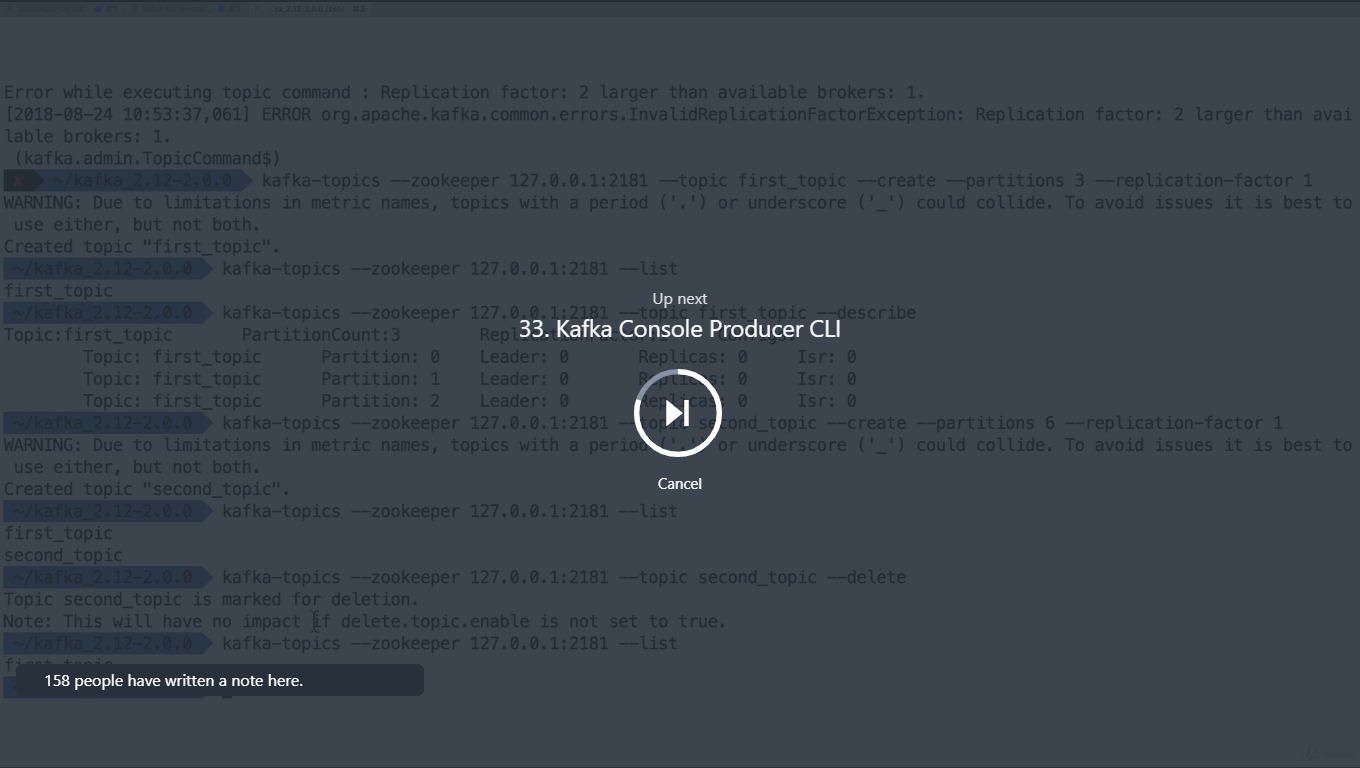 Error while executing topic command : Replication factor: 2 larger than available brokers: 1.
[2018-08-24 10:53:37,061] ERROR org.apache.kafka.common.errors.InvalidReplicationFactorException: Replication factor: 2 larger than avai
lable brokers: 1.
(kafka.admin.TopicCommand$)
~/kafka_2.12-2.0.0 kafka-topics --zookeeper 127.0.0.1:2181 --topic first_topic --create --partitions 3 --replication-factor 1
WARNING: Due to limitations in metric names, topics with a period ('.') or underscore ('_') could collide. To avoid issues it is best to
use either, but not both.
Created topic "first_topic".
~/kafka_2.12-2.0.0 kafka-topics --zookeeper 127.0.0.1:2181 --list
first_topic
Up next
~/kafka_2.12-2.0.0 kafka-topics --zookeeper 127.0.0.1:2181 --topic first_topic --describe
33. Kafka Console Producer CLI
Topic:first_topic PartitionCount:3
Topic: first_topic Partition: 0 Leader: 0 Replicas: 0 Isr: 0
Topic: first_topic Partition: 1 Leader: 0 Replicas: 0 Isr: 0
Topic: first_topic Partition: 2 Leader: 0 Replicas: 0 Isr: 0
~/kafka_2.12-2.0.0 kafka-topics --zookeeper 127.0.0.1:2181 --topic second_topic --create --partitions 6 --replication-factor 1
WARNING: Due to limitations in metric names, topics with a period ('.') or underscore ('_') could collide. To avoid issues it is best to
use either, but not both.
Cancel
Created topic "second_topic".
~/kafka_2.12-2.0.0 kafka-topics --zookeeper 127.0.0.1:2181 --list
first_topic
second_topic
~/kafka_2.12-2.0.0 kafka-topics --zookeeper 127.0.0.1:2181 --topic second_topic --delete
Topic second_topic is marked for deletion.
Note: This will have no impact if delete.topic.enable is not set to true.
~/kafka_2.12-2.0.0 kafka-topics --zookeeper 127.0.0.1:2181 --list
first_topic
158 people have written a note here.